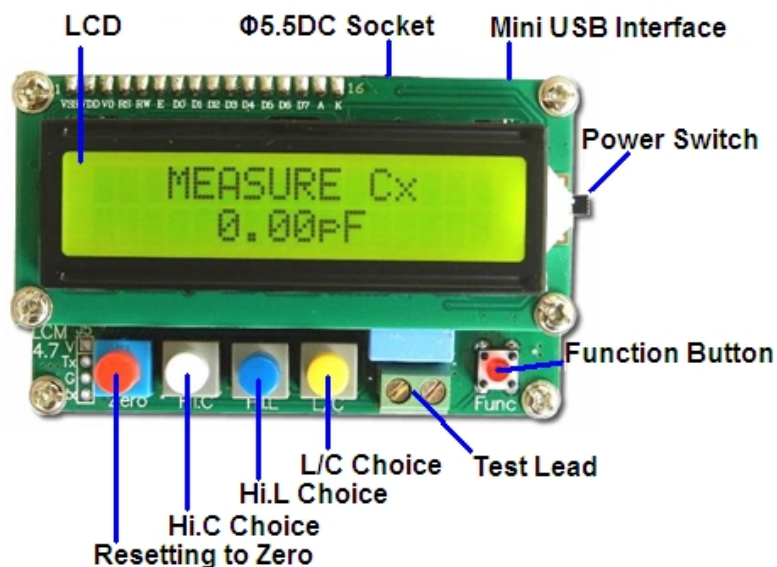 LCD
Φ5.5DC Socket
Mini USB Interface
1
16
VSS VDD V0 RS RW E D0 D1 D2 D3 D4 D5 D6 D7 A K
Power Switch
MEASURE Cx
0.00pF
LCM
4.7
J5
V
Tx
G
Zero
Hi.C
Hi.L
L/C
Func
Function Button
L/C Choice
Test Lead
Hi.L Choice
Hi.C Choice
Resetting to Zero